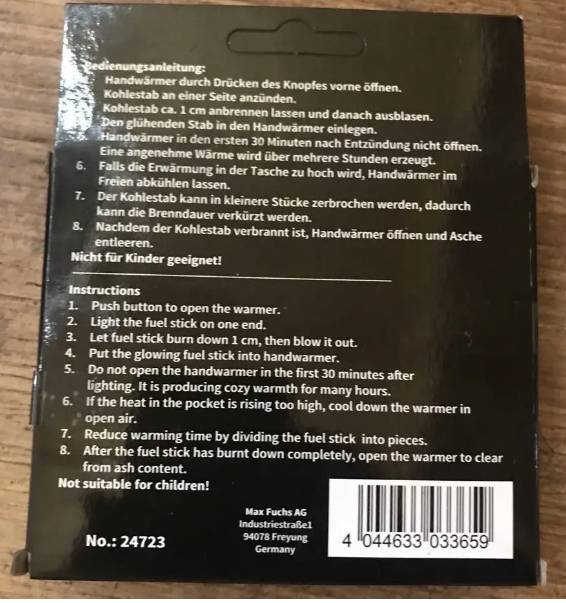 Bedienungsanleitung:
Handwärmer durch Drücken des Knopfes vorne öffnen.
Kohlestab an einer Seite anzünden.
Kohlestab ca. 1 cm anbrennen lassen und danach ausblasen.
Den glühenden Stab in den Handwärmer einlegen.
5. Handwärmer in den ersten 30 Minuten nach Entzündung nicht öffnen.
Eine angenehme Wärme wird über mehrere Stunden erzeugt.
6. Falls die Erwärmung in der Tasche zu hoch wird, Handwärmer im
Freien abkühlen lassen.
7. Der Kohlestab kann in kleinere Stücke zerbrochen werden, dadurch
kann die Brenndauer verkürzt werden.
8. Nachdem der Kohlestab verbrannt ist, Handwärmer öffnen und Asche
entleeren.
Nicht für Kinder geeignet!
Instructions
1. Push button to open the warmer.
2. Light the fuel stick on one end.
3. Let fuel stick burn down 1 cm, then blow it out.
4. Put the glowing fuel stick into handwarmer.
5. Do not open the handwarmer in the first 30 minutes after
lighting. It is producing cozy warmth for many hours.
6. If the heat in the pocket is rising too high, cool down the warmer in
open air.
7. Reduce warming time by dividing the fuel stick into pieces.
8. After the fuel stick has burnt down completely, open the warmer to clear
from ash content.
Not suitable for children!
No.: 24723
Max Fuchs AG
Industriestraße1
94078 Freyung
Germany
4 044633 033659